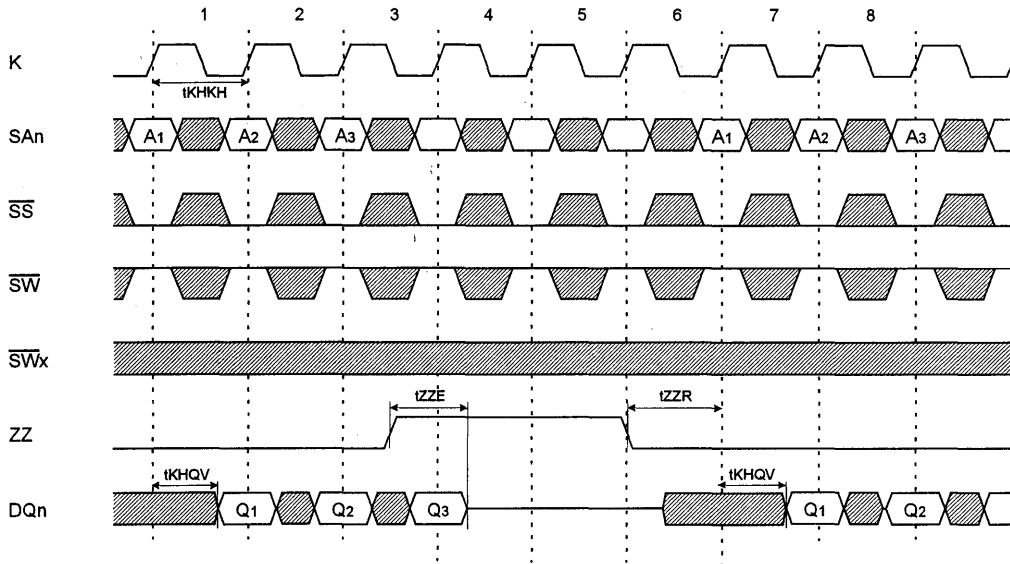 1 2 3 4 5 6 7 8
K
tKHKH
SAn A1 A2 A3 A1 A2 A3
SS
SW
SWx
tZZE tZZR
ZZ
tKHQV tKHQV
DQn Q1 Q2 Q3 Q1 Q2